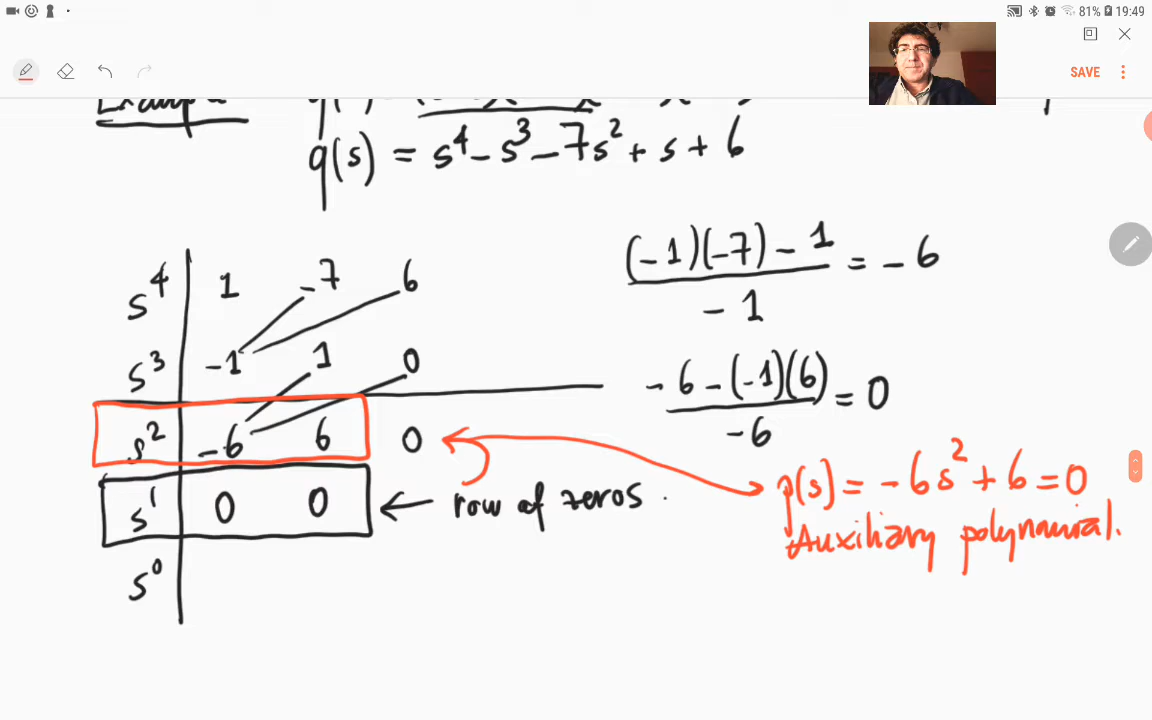 81% 19:49
SAVE
Example
q(s) = s⁴ - s³ - 7s² + s + 6
s⁴ 1 -7 6
(-1)(-7) - 1 / -1 = -6
s³ -1 1 0
-6 - (-1)(6) / -6 = 0
s² -6 6 0
p(s) = -6s² + 6 = 0
s¹ 0 0 ← row of zeros .
Auxiliary polynomial.
s⁰